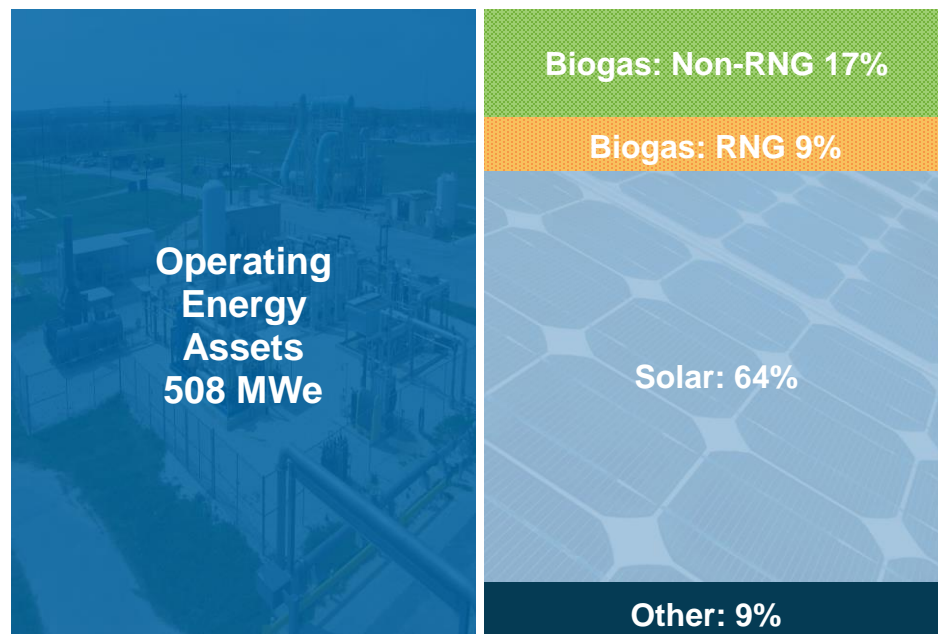 Operating
Energy
Assets
508 MWe
Biogas: Non-RNG 17%
Biogas: RNG 9%
Solar: 64%
Other: 9%